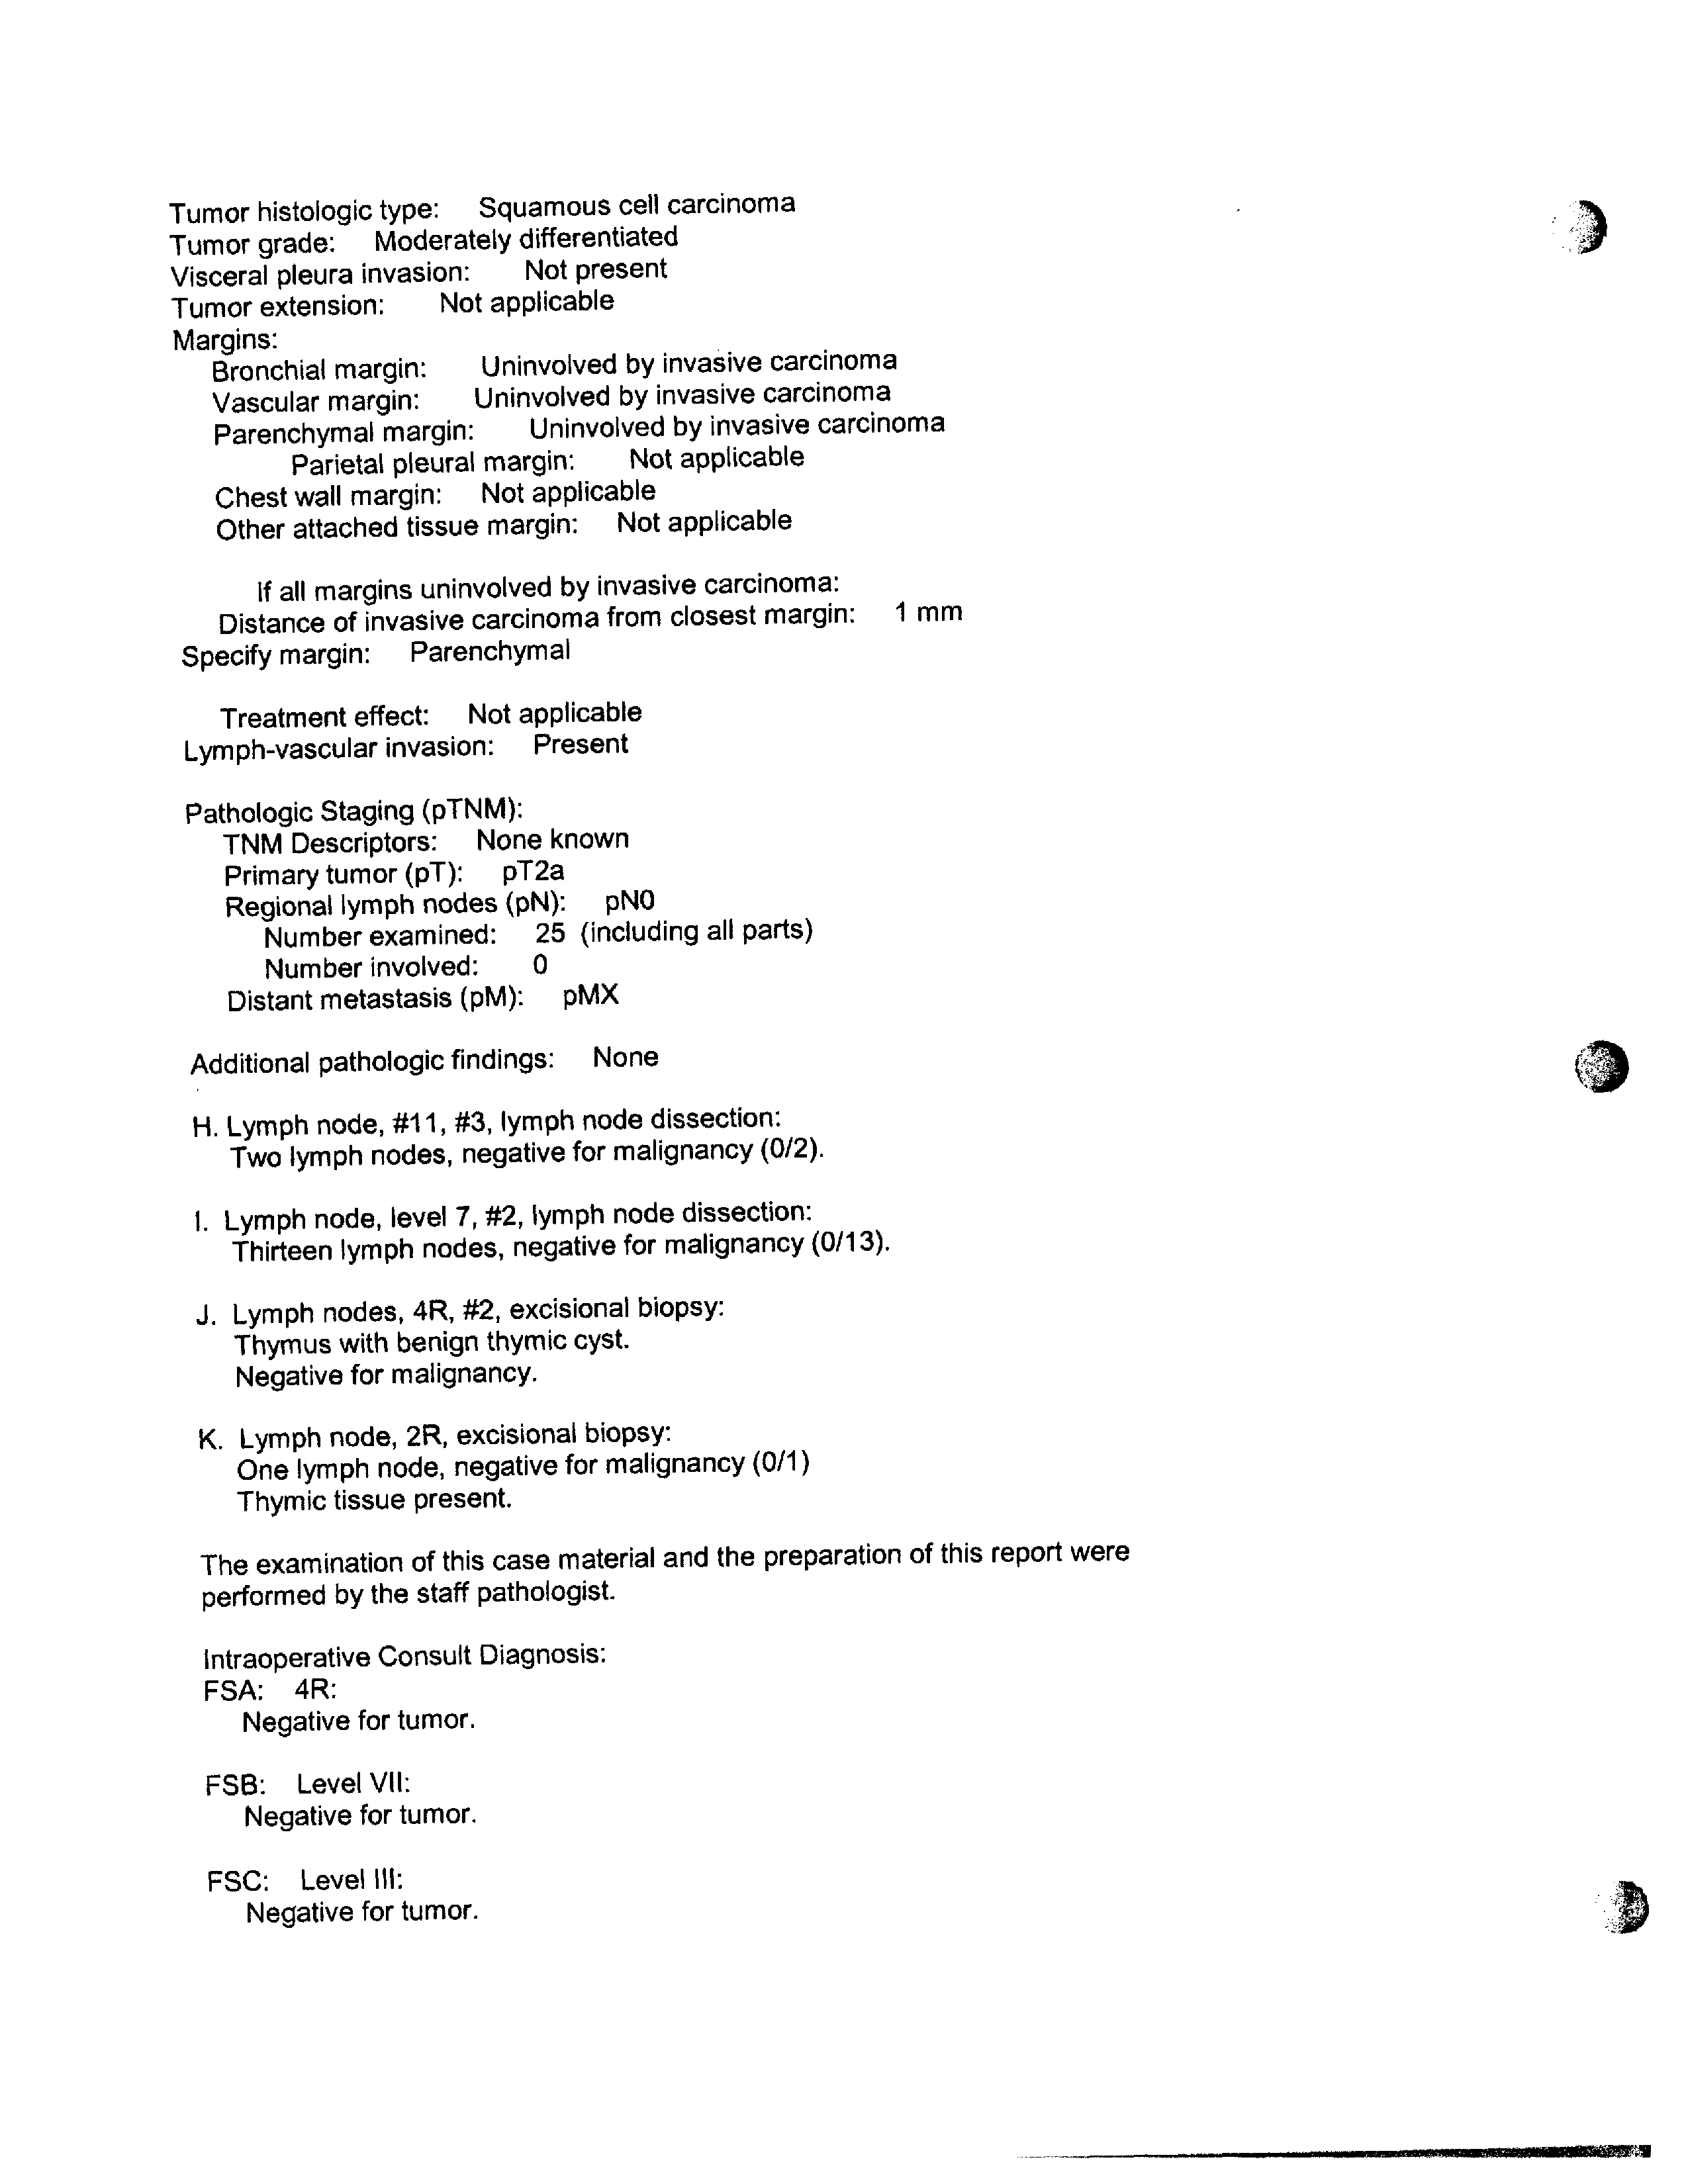 Tumor histologic type: Squamous cell carcinoma
Tumor grade: Moderately differentiated
Visceral pleura invasion: Not present
Tumor extension: Not applicable
Margins:
Bronchial margin: Uninvolved by invasive carcinoma
Vascular margin: Uninvolved by invasive carcinoma
Parenchymal margin: Uninvolved by invasive carcinoma
Parietal pleural margin: Not applicable
Chest wall margin: Not applicable
Other attached tissue margin: Not applicable
If all margins uninvolved by invasive carcinoma:
Distance of invasive carcinoma from closest margin: 1 mm
Specify margin: Parenchymal
Treatment effect: Not applicable
Lymph-vascular invasion: Present
Pathologic Staging (pTNM):
TNM Descriptors: None known
Primary tumor (pT): pT2a
Regional lymph nodes (pN): pN0
Number examined: 25 (including all parts)
Number involved: 0
Distant metastasis (pM): pMX
Additional pathologic findings: None
H. Lymph node, #11, #3, lymph node dissection:
Two lymph nodes, negative for malignancy (0/2).
I. Lymph node, level 7, #2, lymph node dissection:
Thirteen lymph nodes, negative for malignancy (0/13).
J. Lymph nodes, 4R, #2, excisional biopsy:
Thymus with benign thymic cyst.
Negative for malignancy.
K. Lymph node, 2R, excisional biopsy:
One lymph node, negative for malignancy (0/1)
Thymic tissue present.
The examination of this case material and the preparation of this report were
performed by the staff pathologist.
Intraoperative Consult Diagnosis:
FSA: 4R:
Negative for tumor.
FSB: Level VII:
Negative for tumor.
FSC: Level III:
Negative for tumor.